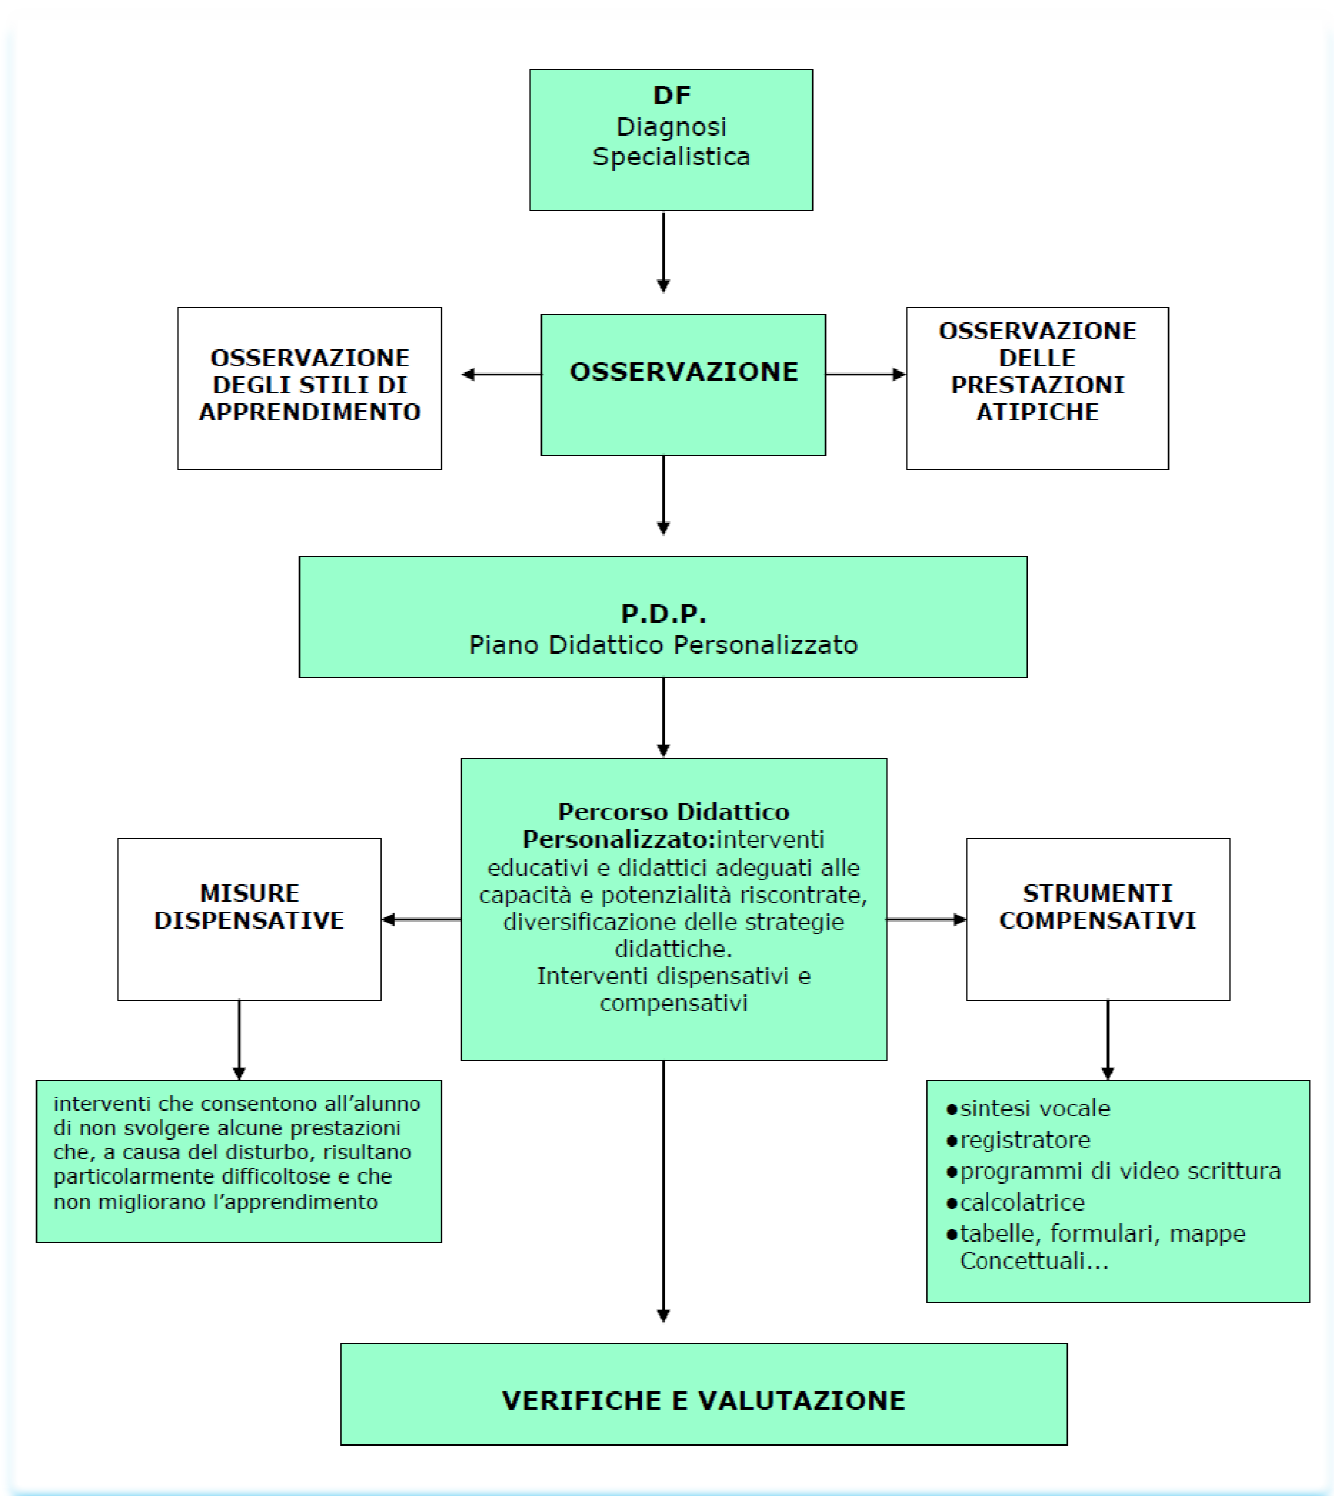 DF
Diagnosi
Specialistica
OSSERVAZIONE
DEGLI STILI DI
APPRENDIMENTO
OSSERVAZIONE
OSSERVAZIONE
DELLE
PRESTAZIONI
ATIPICHE
P.D.P.
Piano Didattico Personalizzato
Percorso Didattico
Personalizzato:interventi
educativi e didattici adeguati alle
capacità e potenzialità riscontrate,
diversificazione delle strategie
didattiche.
Interventi dispensativi e
compensativi
MISURE
DISPENSATIVE
STRUMENTI
COMPENSATIVI
interventi che consentono all’alunno
di non svolgere alcune prestazioni
che, a causa del disturbo, risultano
particolarmente difficoltose e che
non migliorano l’apprendimento
●sintesi vocale
●registratore
●programmi di video scrittura
●calcolatrice
●tabelle, formulari, mappe
Concettuali…
VERIFICHE E VALUTAZIONE